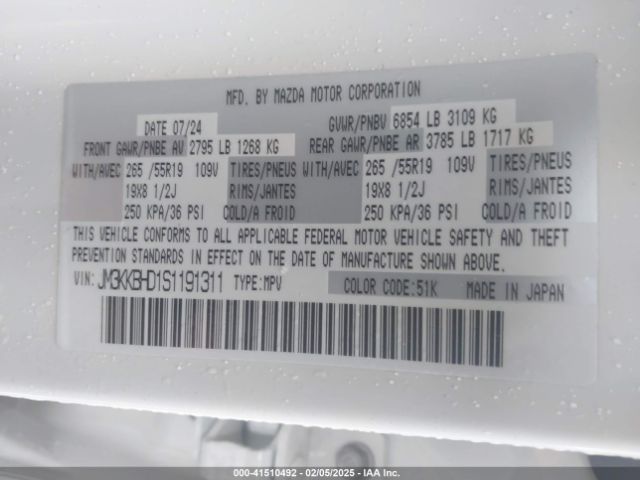 MFD. BY MAZDA MOTOR CORPORATION
DATE 07/24 GVWR/PNBV 6854 LB 3109 KG
FRONT GAWR/PNBE AV 2795 LB 1268 KG REAR GAWR/PNBE AR 3785 LB 1717 KG
WITH/AVEC 265 /55R19 109V TIRES/PNEUS WITH/AVEC 265 /55R19 109V TIRES/PNEUS
19X8 1/2J RIMS/JANTES 19X8 1/2J RIMS/JANTES
250 KPA/36 PSI COLD/A FROID 250 KPA/36 PSI COLD/A FROID
THIS VEHICLE CONFORMS TO ALL APPLICABLE FEDERAL MOTOR VEHICLE SAFETY AND THEFT
PREVENTION STANDARDS IN EFFECT ON THE DATE OF MANUFACTURE SHOWN ABOVE.
VIN: JM3KKBHD1S1191311 TYPE: MPV COLOR CODE:51K MADE IN JAPAN
000-41510492 - 02/05/2025 - IAA Inc.